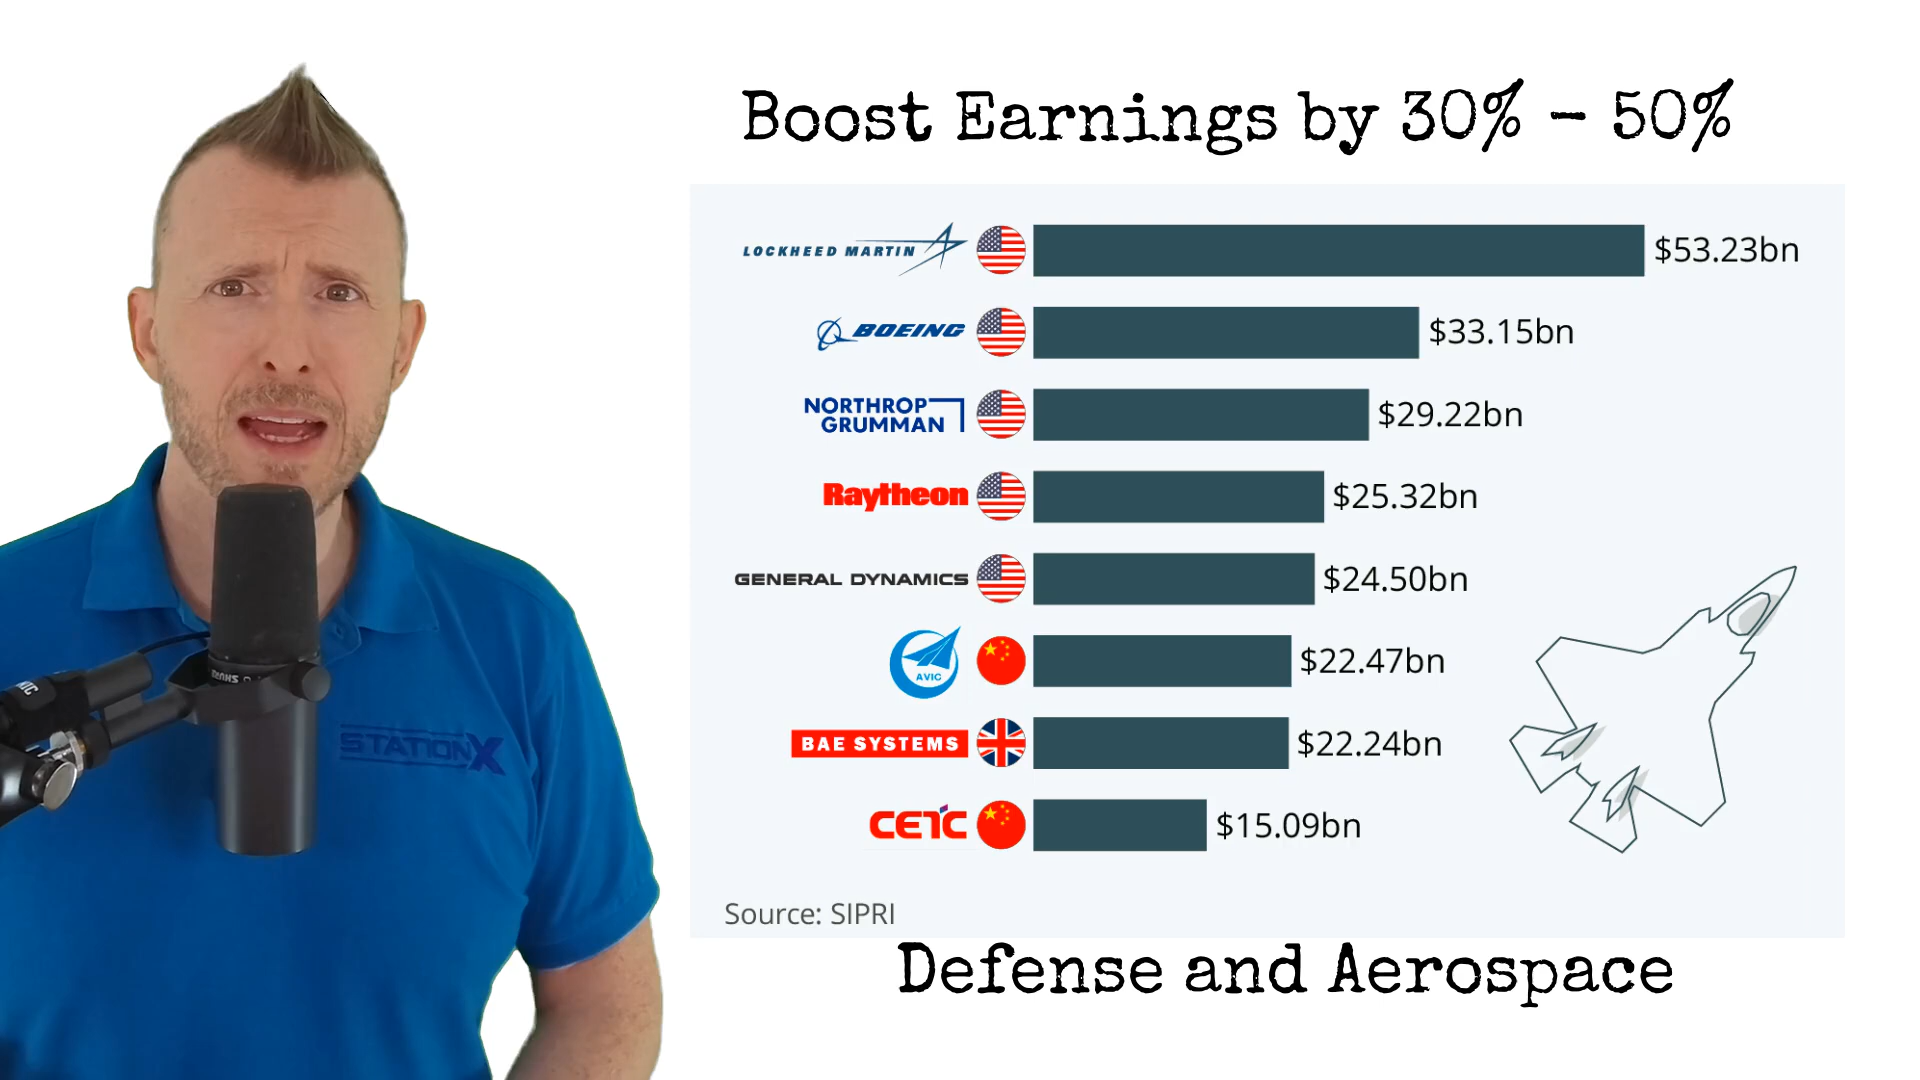 Boost Earnings by 30% - 50%
LOCKHEED MARTIN
$53.23bn
BOEING
$33.15bn
NORTHROP
GRUMMAN
$29.22bn
Raytheon
$25.32bn
GENERAL DYNAMICS
$24.50bn
AVIC
$22.47bn
BAE SYSTEMS
$22.24bn
CETC
$15.09bn
Source: SIPRI
Defense and Aerospace
STATIONX
SHURE